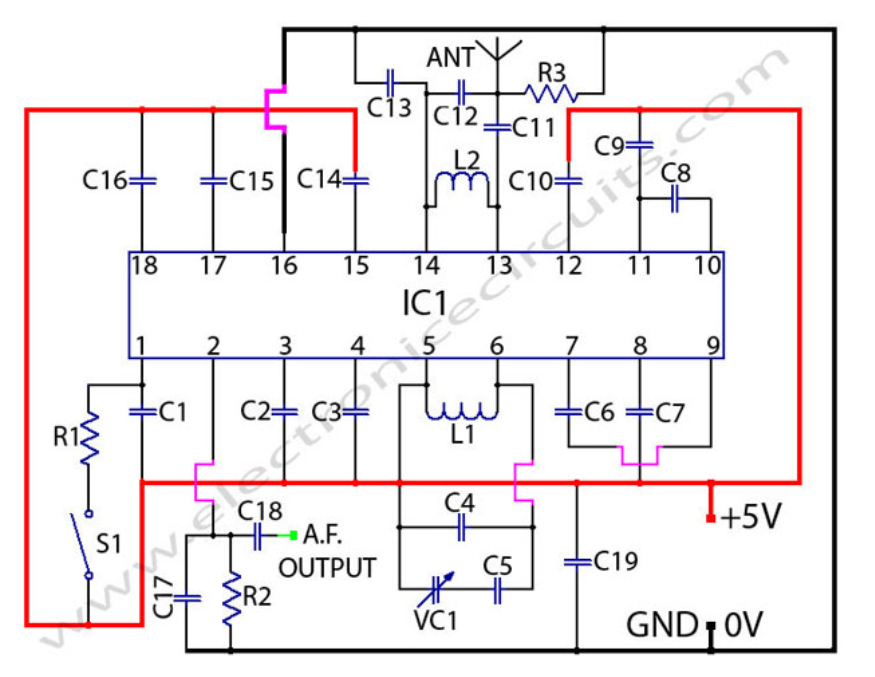 ANT
R3
C13
C12
C11
C9
C8
L2
C16
C15
C14
C10
18 17 16 15 14 13 12 11 10
IC1
1 2 3 4 5 6 7 8 9
C1
C2
C3
L1
C6
C7
R1
C4
+5V
C18
A.F.
OUTPUT
S1
C5
C19
C17
R2
VC1
GND 0V
www.electronicecircuits.com